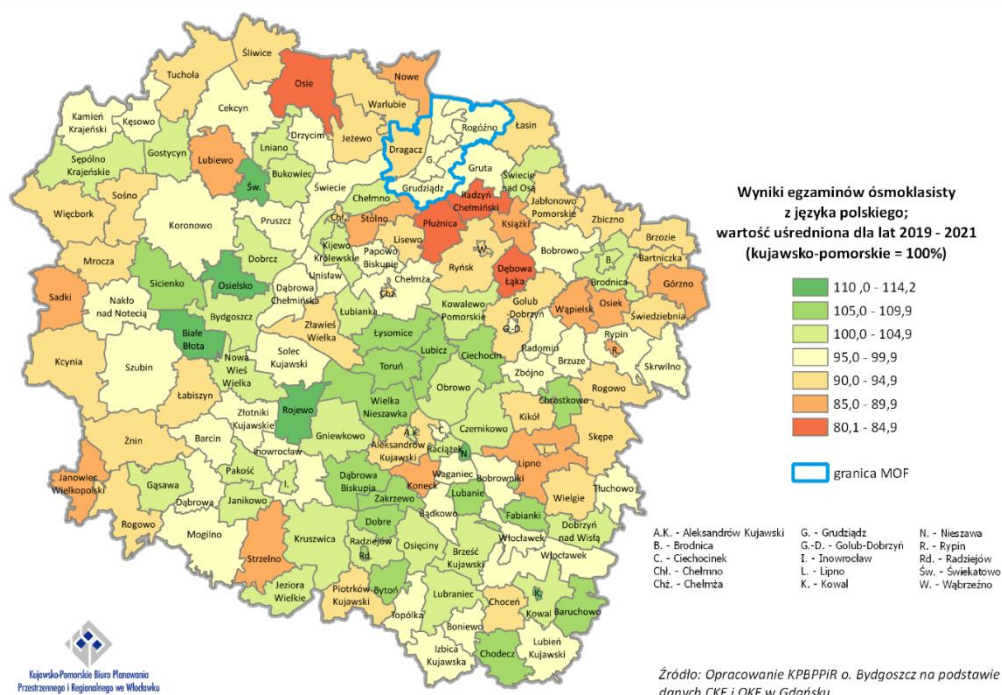 Śliwice
Tuchola
Osie
Nowe
Warlubie
Kamień
Krajeński
Kęsowo
Cekcyn
Drzycim
Jeżewo
Dragacz
G.
Rogóźno
Łasin
Sępólno
Krajeńskie
Gostycyn
Lubiewo
Lniano
Św.
Bukowiec
Świecie
Grudziądz
Gruta
Świecie
nad Osą
Więcbork
Sośno
Koronowo
Pruszcz
Chełmno
Chł.
Stolno
Płużnica
Radzyń
Chełmiński
Książki
Jabłonowo
Pomorskie
Zbiczno
Brzozie
Bartniczka
Mrocza
Sicienko
Osielsko
Dobrcz
Kijewo
Królewskie
Unisław
Lisewo
Papowo
Biskupie
W.
Ryńsk
Dębowa
Łąka
Bobrowo
B.
Brodnica
Górzno
Sadki
Nakło
nad Notecią
Białe
Błota
Bydgoszcz
Dąbrowa
Chełmińska
Chełmża
Chż.
Łubianka
Kowalewo
Pomorskie
Golub
Dobrzyń
G.-D.
Wąpielsk
Osiek
Świedziebnia
Kcynia
Szubin
Nowa
Wieś
Wielka
Solec
Kujawski
Zławieś
Wielka
Łysomice
Toruń
Lubicz
Ciechocin
Radomin
Zbójno
Brzuze
Rypin
R.
Skrwilno
Łabiszyn
Złotniki
Kujawskie
Rojewo
Wielka
Nieszawka
Obrowo
Czernikowo
Chrostkowo
Rogowo
Kikół
Skępe
Żnin
Barcin
Inowrocław
I.
Gniewkowo
A.K.
Aleksandrów
Kujawski
C.
Raciążek
N.
Lipno
Janowiec
Wielkopolski
Gąsawa
Pakość
Dąbrowa
Janikowo
Dąbrowa
Biskupia
Koneck
Waganiec
Bobrowniki
Wielgie
Tłuchowo
Rogowo
Mogilno
Strzelno
Kruszwica
Zakrzewo
Dobre
Radziejów
Rd.
Bądkowo
Lubanie
Fabianki
Włocławek
Dobrzyń
nad Wisłą
Osięciny
Brześć
Kujawski
Włocławek
Jeziora
Wielkie
Piotrków
Kujawski
Bytoń
Topólka
Lubraniec
Choceń
K.
Kowal
Baruchowo
Boniewo
Izbica
Kujawska
Chodecz
Lubień
Kujawski
Wyniki egzaminów ósmoklasisty
z języka polskiego;
wartość uśredniona dla lat 2019 - 2021
(kujawsko-pomorskie = 100%)
110 ,0 - 114,2
105,0 - 109,9
100,0 - 104,9
95,0 - 99,9
90,0 - 94,9
85,0 - 89,9
80,1 - 84,9
granica MOF
A.K. - Aleksandrów Kujawski
B. - Brodnica
C. - Ciechocinek
Chł. - Chełmno
Chż. - Chełmża
G. - Grudziądz
G.-D. - Golub-Dobrzyń
I. - Inowrocław
L. - Lipno
K. - Kowal
N. - Nieszawa
R. - Rypin
Rd. - Radziejów
Św. - Świekatowo
W. - Wąbrzeźno
Kujawsko-Pomorskie Biuro Planowania
Przestrzennego i Regionalnego we Włocławku
Źródło: Opracowanie KPBPPiR o. Bydgoszcz na podstawie
danych CKE i OKE w Gdańsku